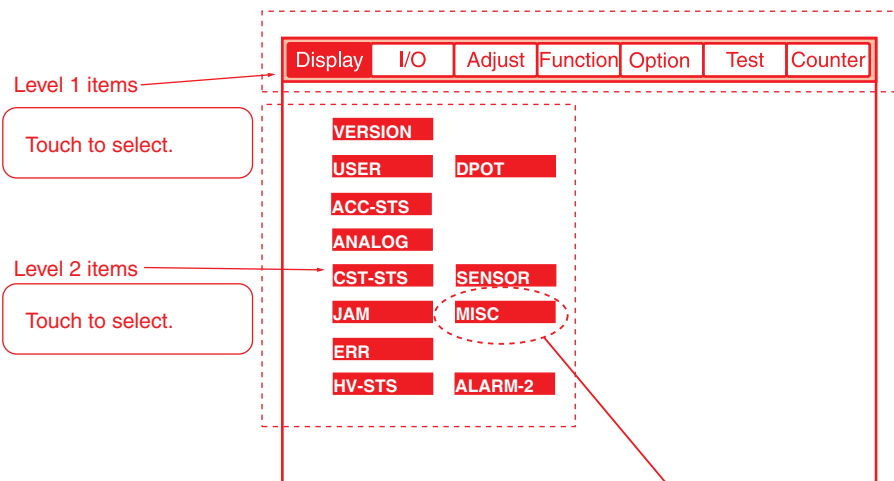 Display I/O Adjust Function Option Test Counter
Level 1 items
Touch to select.
VERSION
USER DPOT
ACC-STS
ANALOG
Level 2 items
CST-STS SENSOR
Touch to select.
JAM MISC
ERR
HV-STS ALARM-2